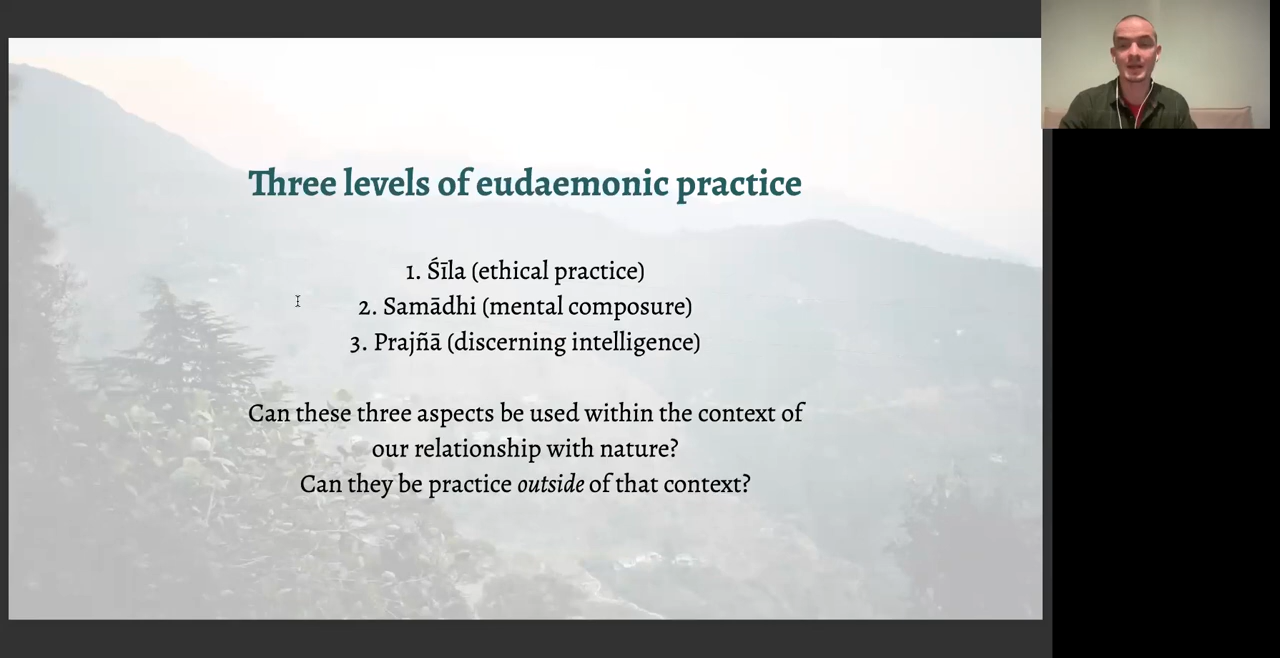 Three levels of eudaemonic practice
1. Śīla (ethical practice)
2. Samādhi (mental composure)
3. Prajñā (discerning intelligence)
Can these three aspects be used within the context of
our relationship with nature?
Can they be practice outside of that context?